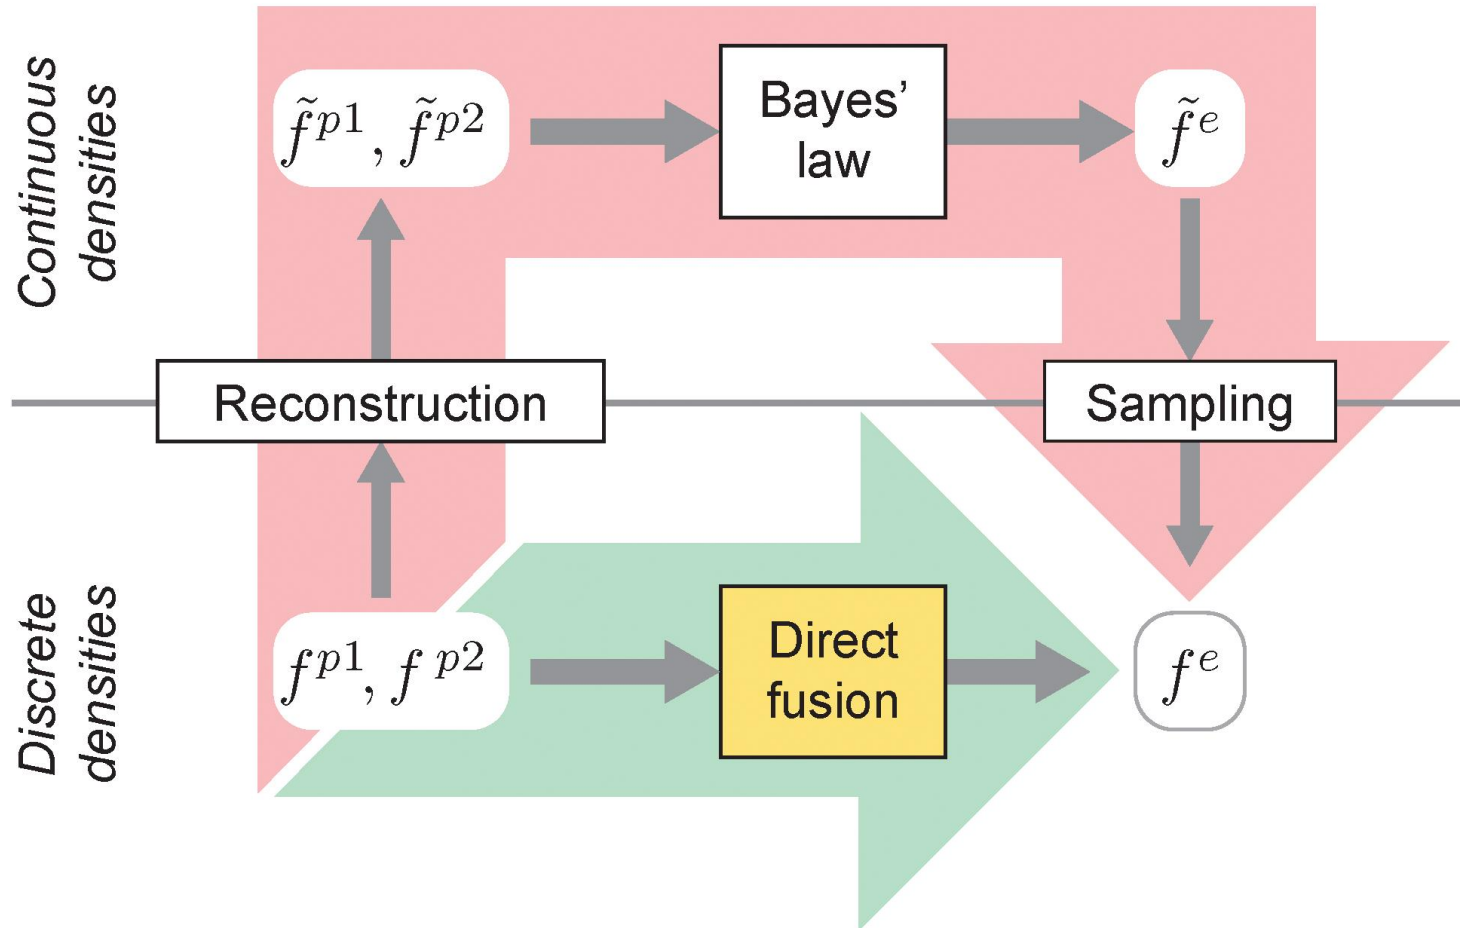 Continuous
densities
f̃^{p1}, f̃^{p2}
Bayes’
law
f̃^e
Reconstruction
Sampling
Discrete
densities
f^{p1}, f^{p2}
Direct
fusion
f^e